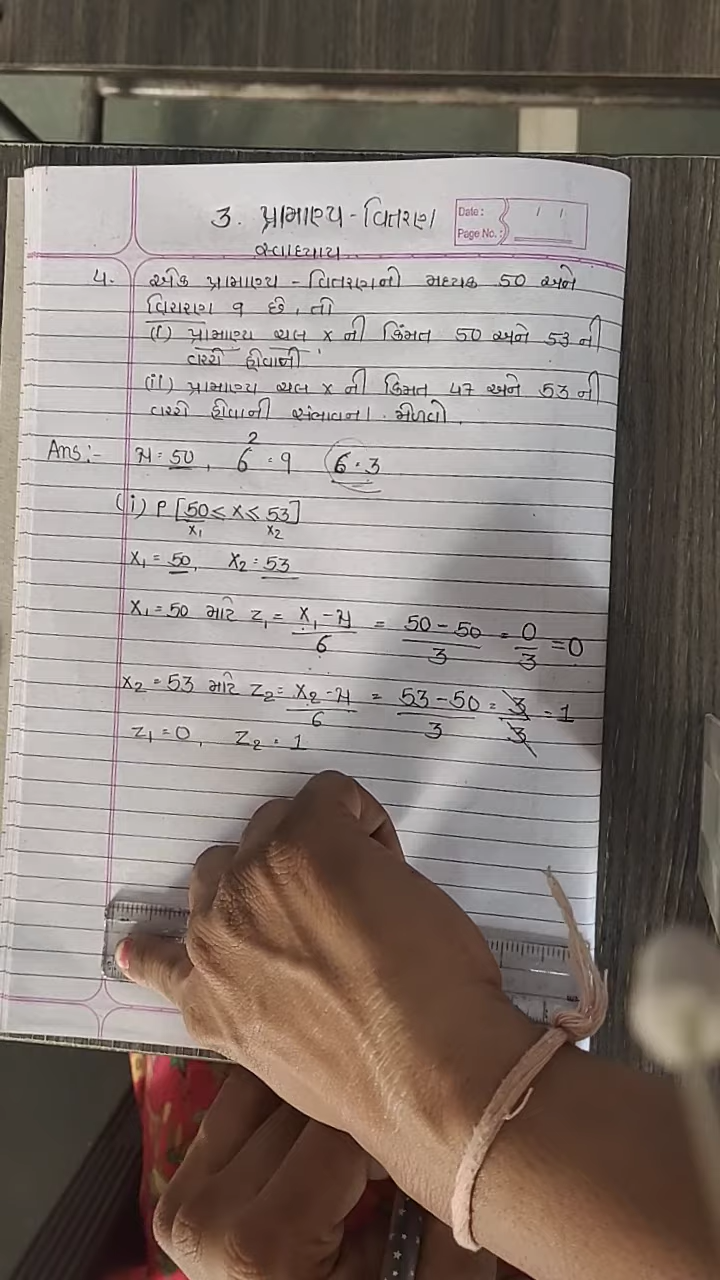 3. પ્રામાણ્ય - વિતરણ
Date: / /
Page No.:
સ્વાધ્યાય
4. એક પ્રામાણ્ય - વિતરણનો મધ્યક 50 અને
વિચરણ 9 છે, તો
(i) પ્રામાણ્ય ચલ x ની કિંમત 50 અને 53 ની
વચ્ચે હોવાની
(ii) પ્રામાણ્ય ચલ x ની કિંમત 47 અને 53 ની
વચ્ચે હોવાની સંભાવના મેળવો.
Ans:- μ = 50, σ² = 9 σ = 3
(i) P [50 ≤ x ≤ 53]
x₁ x₂
x₁ = 50, x₂ = 53
x₁ = 50 માટે z₁ = x₁ - μ / σ = 50 - 50 / 3 = 0 / 3 = 0
x₂ = 53 માટે z₂ = x₂ - μ / σ = 53 - 50 / 3 = 3 / 3 = 1
z₁ = 0, z₂ = 1